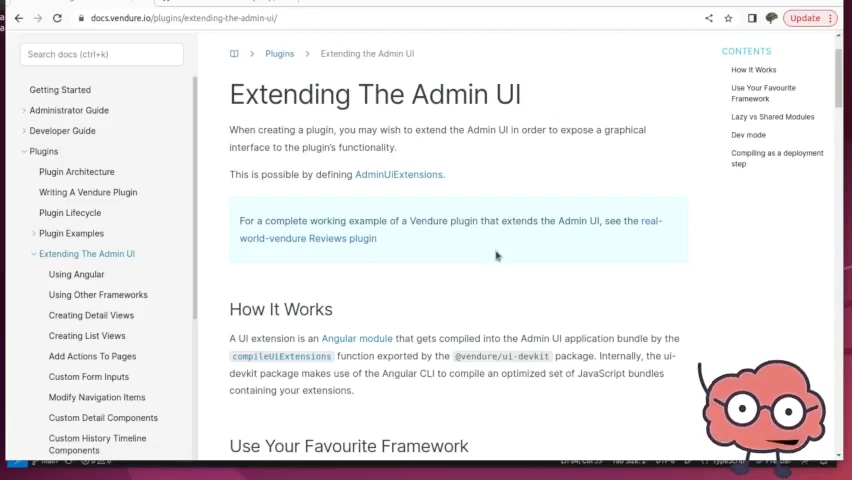 docs.vendure.io/plugins/extending-the-admin-ui/
Update
Search docs (ctrl+k)
Getting Started
Administrator Guide
Developer Guide
Plugins
Plugin Architecture
Writing A Vendure Plugin
Plugin Lifecycle
Plugin Examples
Extending The Admin UI
Using Angular
Using Other Frameworks
Creating Detail Views
Creating List Views
Add Actions To Pages
Custom Form Inputs
Modify Navigation Items
Custom Detail Components
Custom History Timeline
Components
Plugins
Extending the Admin UI
Extending The Admin UI
When creating a plugin, you may wish to extend the Admin UI in order to expose a graphical
interface to the plugin's functionality.
This is possible by defining AdminUiExtensions.
For a complete working example of a Vendure plugin that extends the Admin UI, see the real-
world-vendure Reviews plugin
How It Works
A UI extension is an Angular module that gets compiled into the Admin UI application bundle by the
compileUiExtensions function exported by the @vendure/ui-devkit package. Internally, the ui-
devkit package makes use of the Angular CLI to compile an optimized set of JavaScript bundles
containing your extensions.
Use Your Favourite Framework
CONTENTS
How It Works
Use Your Favourite
Framework
Lazy vs Shared Modules
Dev mode
Compiling as a deployment
step